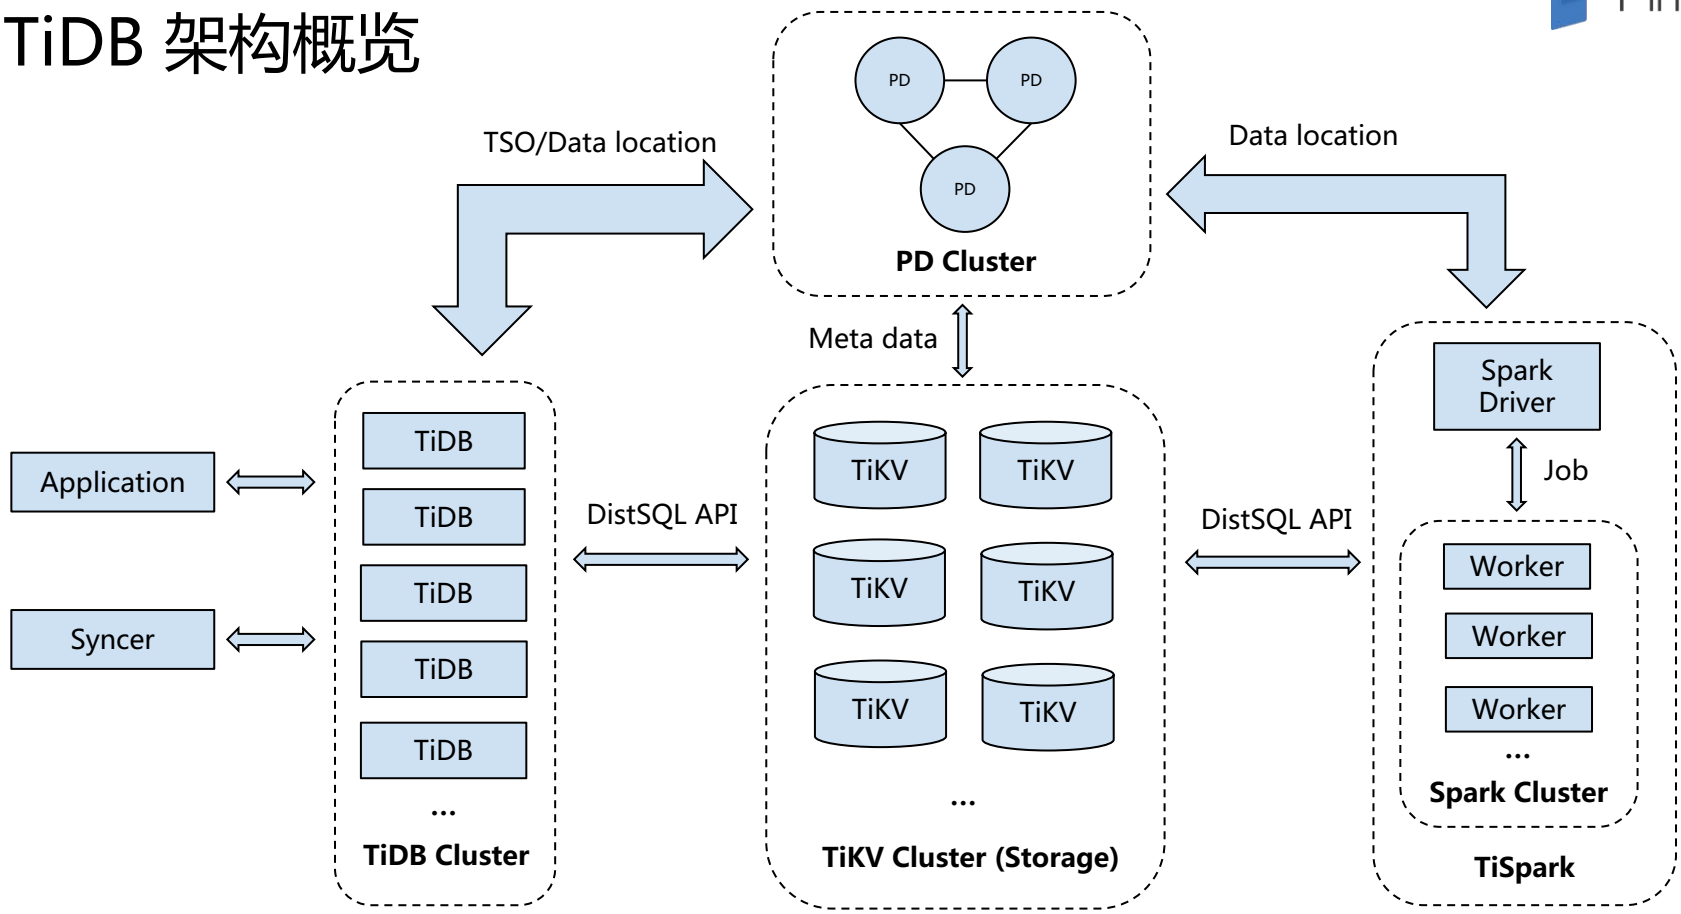 TiDB 架构概览
PD
PD
PD
PD Cluster
TSO/Data location
Data location
Meta data
Application
Syncer
TiDB
TiDB
TiDB
TiDB
TiDB
...
TiDB Cluster
DistSQL API
TiKV
TiKV
TiKV
TiKV
TiKV
TiKV
...
TiKV Cluster (Storage)
DistSQL API
Spark
Driver
Job
Worker
Worker
Worker
...
Spark Cluster
TiSpark